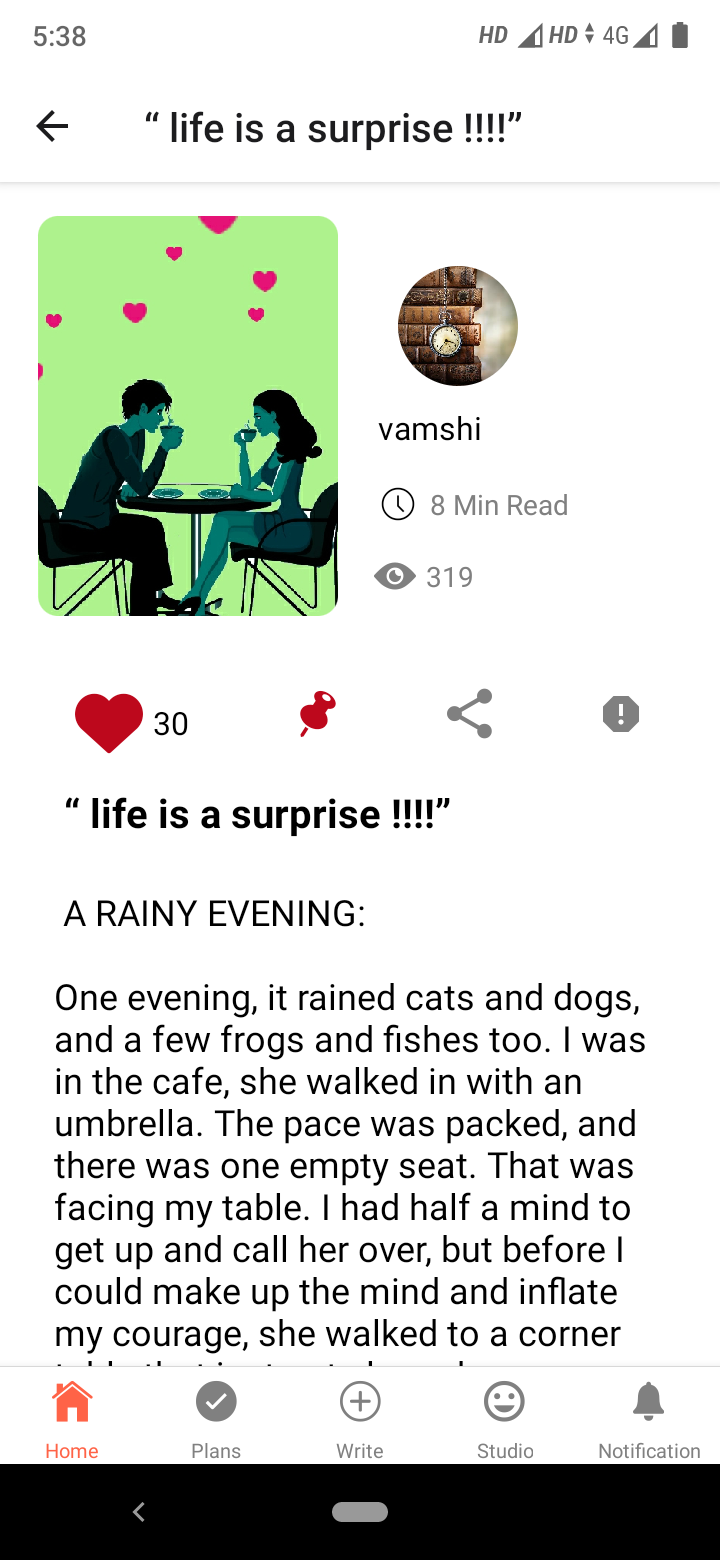 5:38
HD HD 4G
“ life is a surprise !!!!”
vamshi
8 Min Read
319
30
“ life is a surprise !!!!”
A RAINY EVENING:
One evening, it rained cats and dogs,
and a few frogs and fishes too. I was
in the cafe, she walked in with an
umbrella. The pace was packed, and
there was one empty seat. That was
facing my table. I had half a mind to
get up and call her over, but before I
could make up the mind and inflate
my courage, she walked to a corner
Home Plans Write Studio Notification